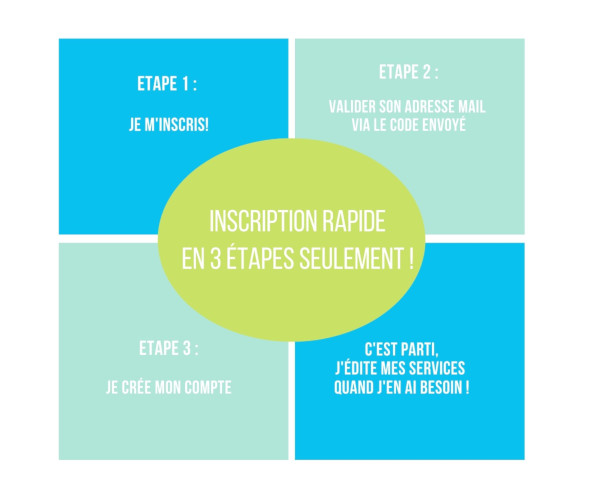 ETAPE 1 :
JE M'INSCRIS!
ETAPE 2 :
VALIDER SON ADRESSE MAIL
VIA LE CODE ENVOYÉ
INSCRIPTION RAPIDE
EN 3 ÉTAPES SEULEMENT !
ETAPE 3 :
JE CRÉE MON COMPTE
C'EST PARTI,
J'ÉDITE MES SERVICES
QUAND J'EN AI BESOIN !